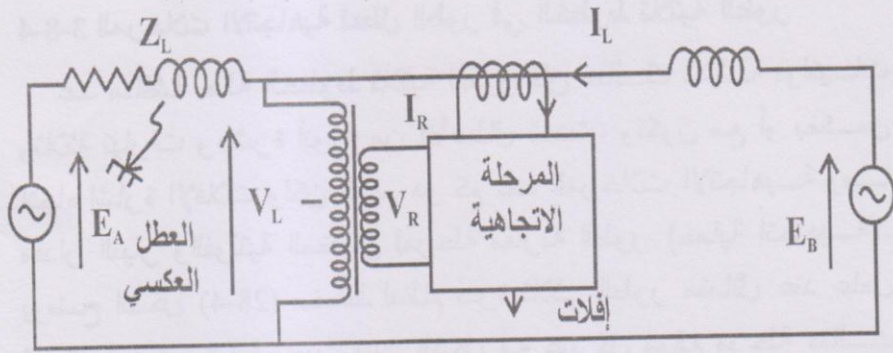 Z_L
I_L
I_R
المرحلة
الاتجاهية
E_A
V_L
V_R
E_B
العطل
العكسي
إفلات